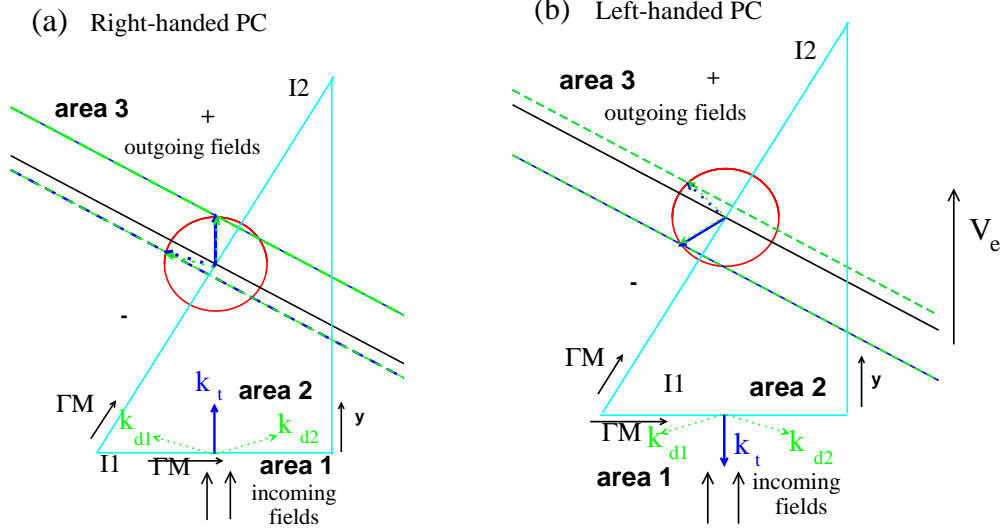 (a) Right-handed PC
I2
area 3
+
outgoing fields
-
ΓM
k t
area 2
k d1
k d2
y
I1
ΓM
area 1
incoming
fields
(b) Left-handed PC
I2
area 3
+
outgoing fields
V e
-
ΓM
I1
area 2
y
ΓM
k d1
k t
k d2
area 1
incoming
fields